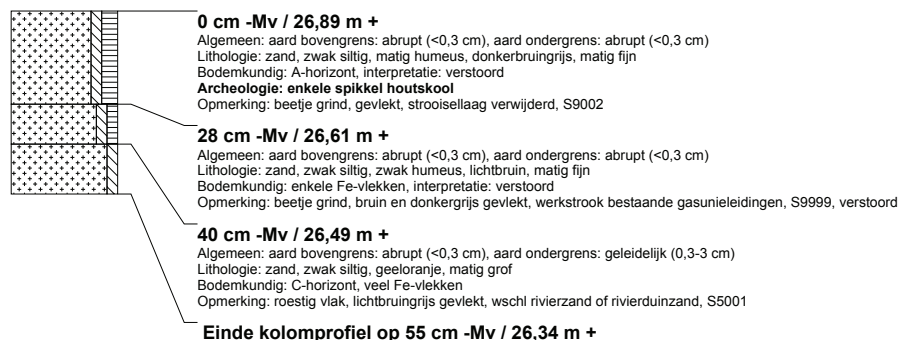 0 cm -Mv / 26,89 m +
Algemeen: aard bovengrens: abrupt (<0,3 cm), aard ondergrens: abrupt (<0,3 cm)
Lithologie: zand, zwak siltig, matig humeus, donkerbruingrijs, matig fijn
Bodemkundig: A-horizont, interpretatie: verstoord
Archeologie: enkele spikkel houtskool
Opmerking: beetje grind, gevlekt, strooisellaag verwijderd, S9002
28 cm -Mv / 26,61 m +
Algemeen: aard bovengrens: abrupt (<0,3 cm), aard ondergrens: abrupt (<0,3 cm)
Lithologie: zand, zwak siltig, zwak humeus, lichtbruin, matig fijn
Bodemkundig: enkele Fe-vlekken, interpretatie: verstoord
Opmerking: beetje grind, bruin en donkergrijs gevlekt, werkstrook bestaande gasunieleidingen, S9999, verstoord
40 cm -Mv / 26,49 m +
Algemeen: aard bovengrens: abrupt (<0,3 cm), aard ondergrens: geleidelijk (0,3-3 cm)
Lithologie: zand, zwak siltig, geeloranje, matig grof
Bodemkundig: C-horizont, veel Fe-vlekken
Opmerking: roestig vlak, lichtbruingrijs gevlekt, wschl rivierzand of rivierduinzand, S5001
Einde kolomprofiel op 55 cm -Mv / 26,34 m +